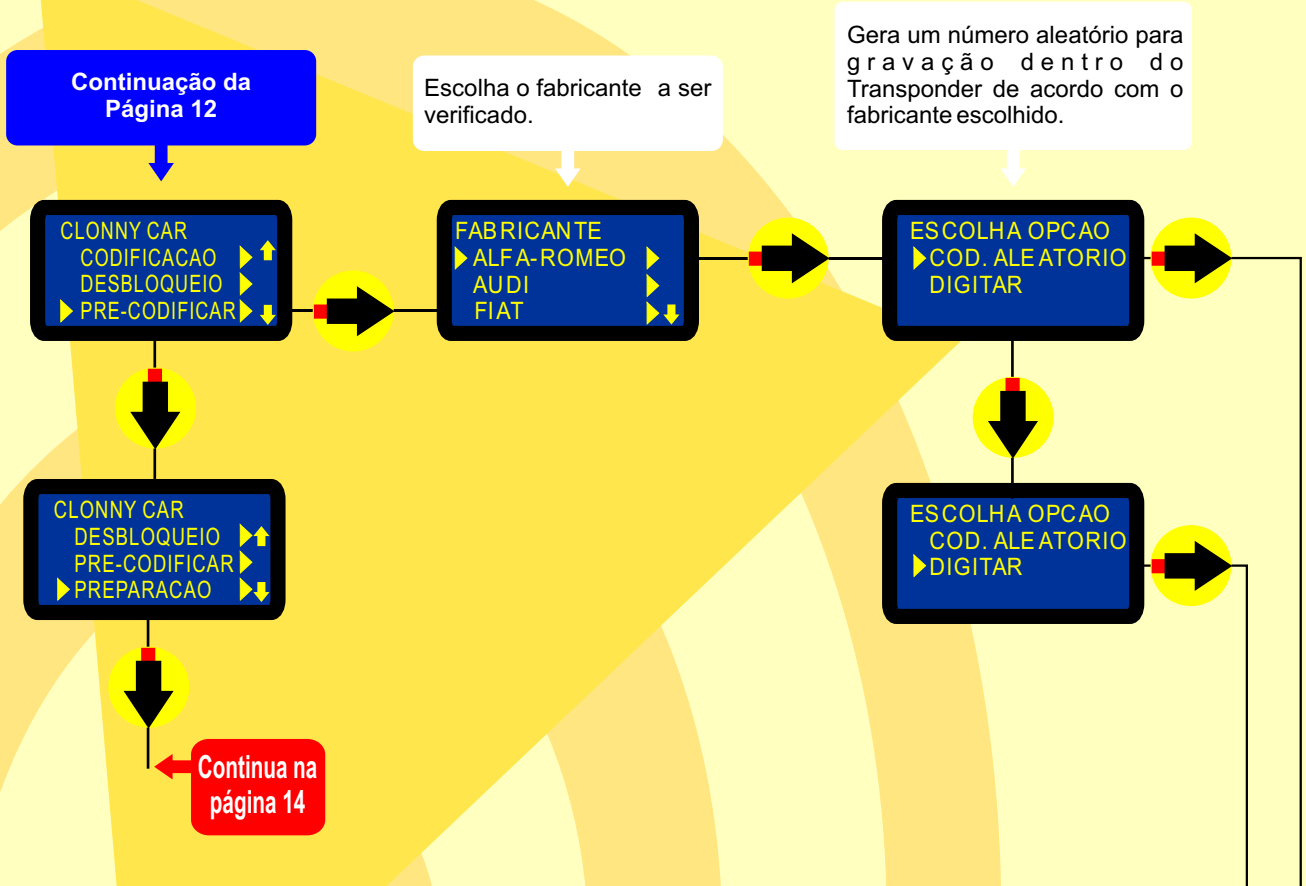 Continuação da
Página 12
Escolha o fabricante a ser
verificado.
Gera um número aleatório para
gravação dentro do
Transponder de acordo com o
fabricante escolhido.
CLONNY CAR
CODIFICACAO
DESBLOQUEIO
PRE-CODIFICAR
FABRICANTE
ALFA-ROMEO
AUDI
FIAT
ESCOLHA OPCAO
COD. ALEATORIO
DIGITAR
CLONNY CAR
DESBLOQUEIO
PRE-CODIFICAR
PREPARACAO
ESCOLHA OPCAO
COD. ALEATORIO
DIGITAR
Continua na
página 14